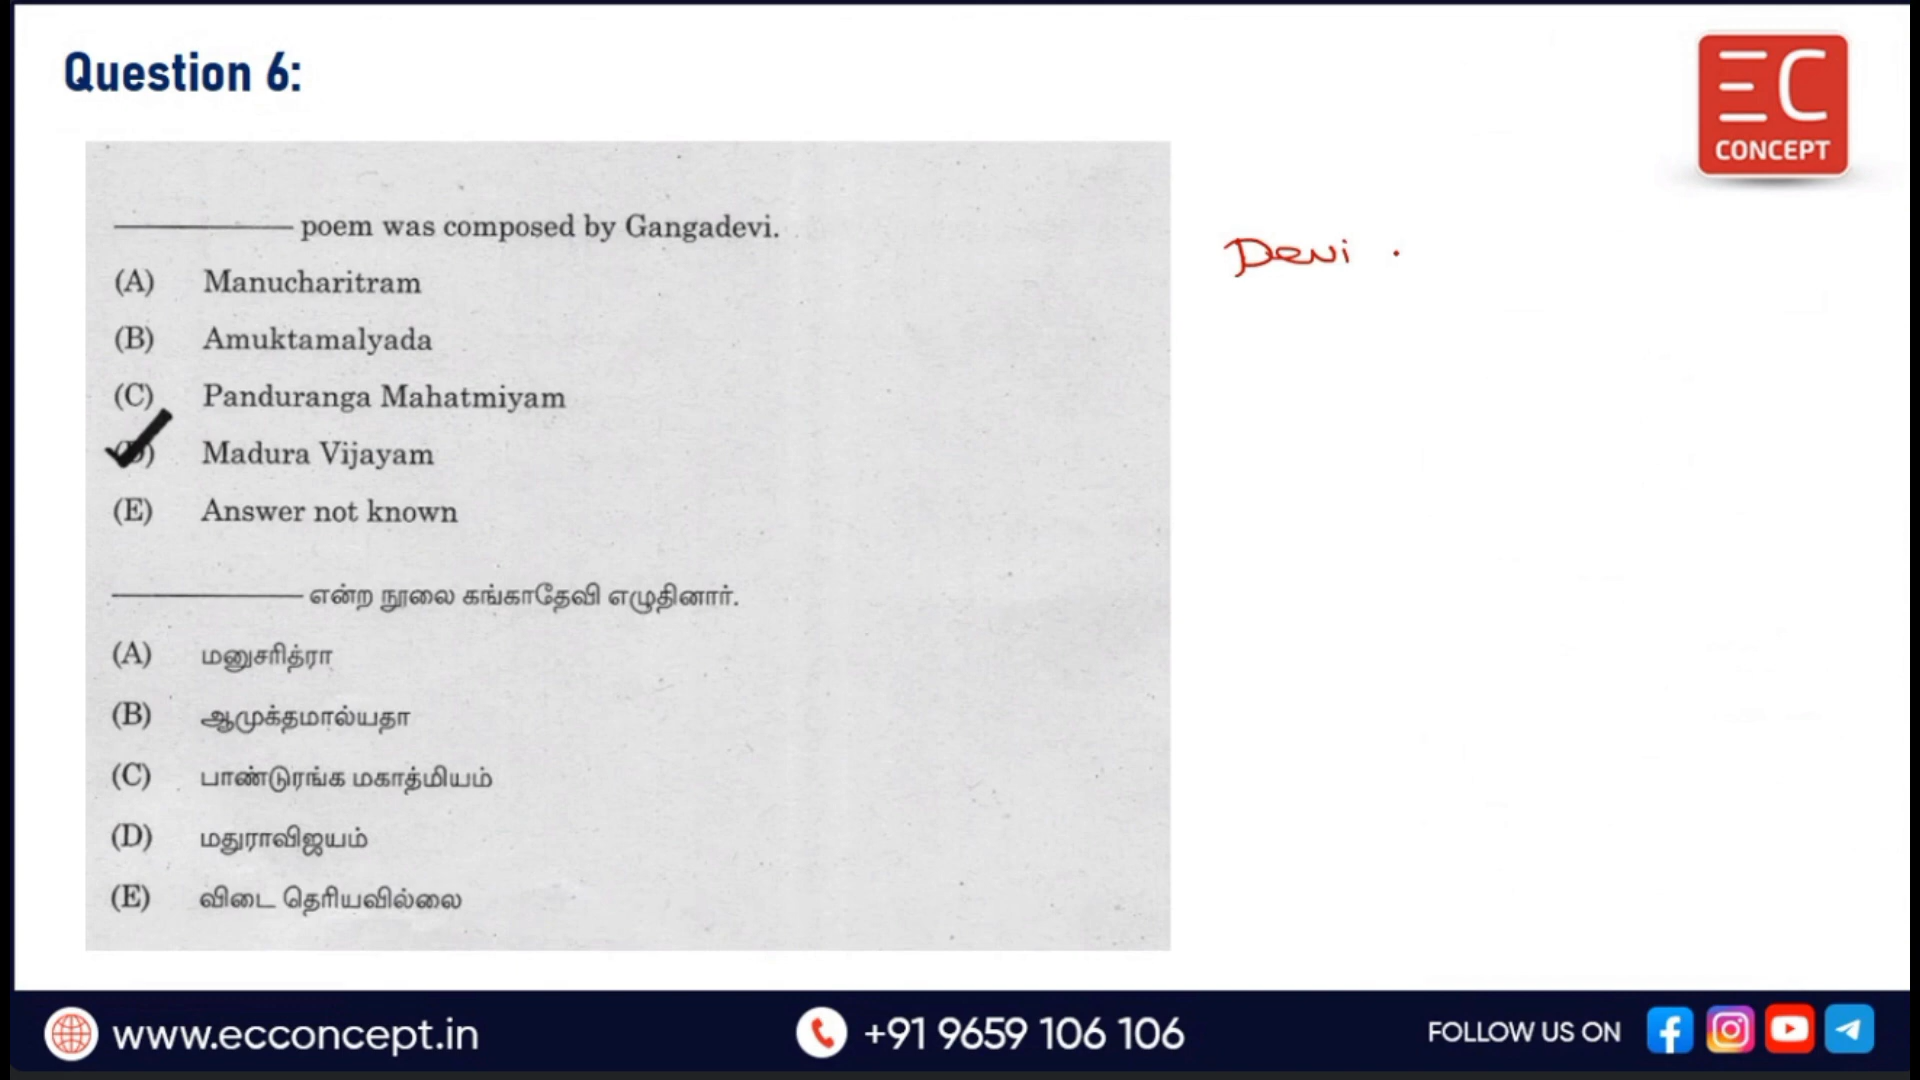 Question 6:
EC
CONCEPT
poem was composed by Gangadevi.
Devi .
(A) Manucharitram
(B) Amuktamalyada
(C) Panduranga Mahatmiyam
(D) Madura Vijayam
(E) Answer not known
என்ற நூலை கங்காதேவி எழுதினார்.
(A) மனுசரித்ரா
(B) ஆமுக்தமால்யதா
(C) பாண்டுரங்க மகாத்மியம்
(D) மதுராவிஜயம்
(E) விடை தெரியவில்லை
www.ecconcept.in
+91 9659 106 106
FOLLOW US ON